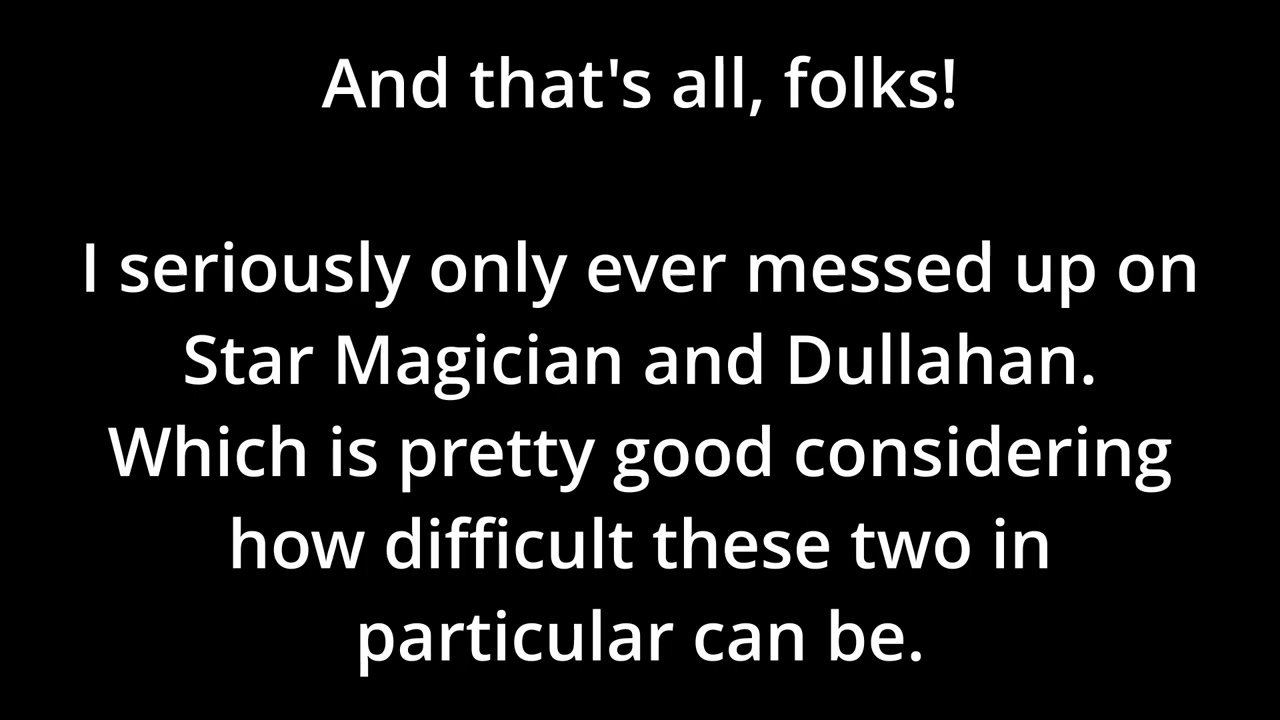 And that's all, folks!
I seriously only ever messed up on
Star Magician and Dullahan.
Which is pretty good considering
how difficult these two in
particular can be.